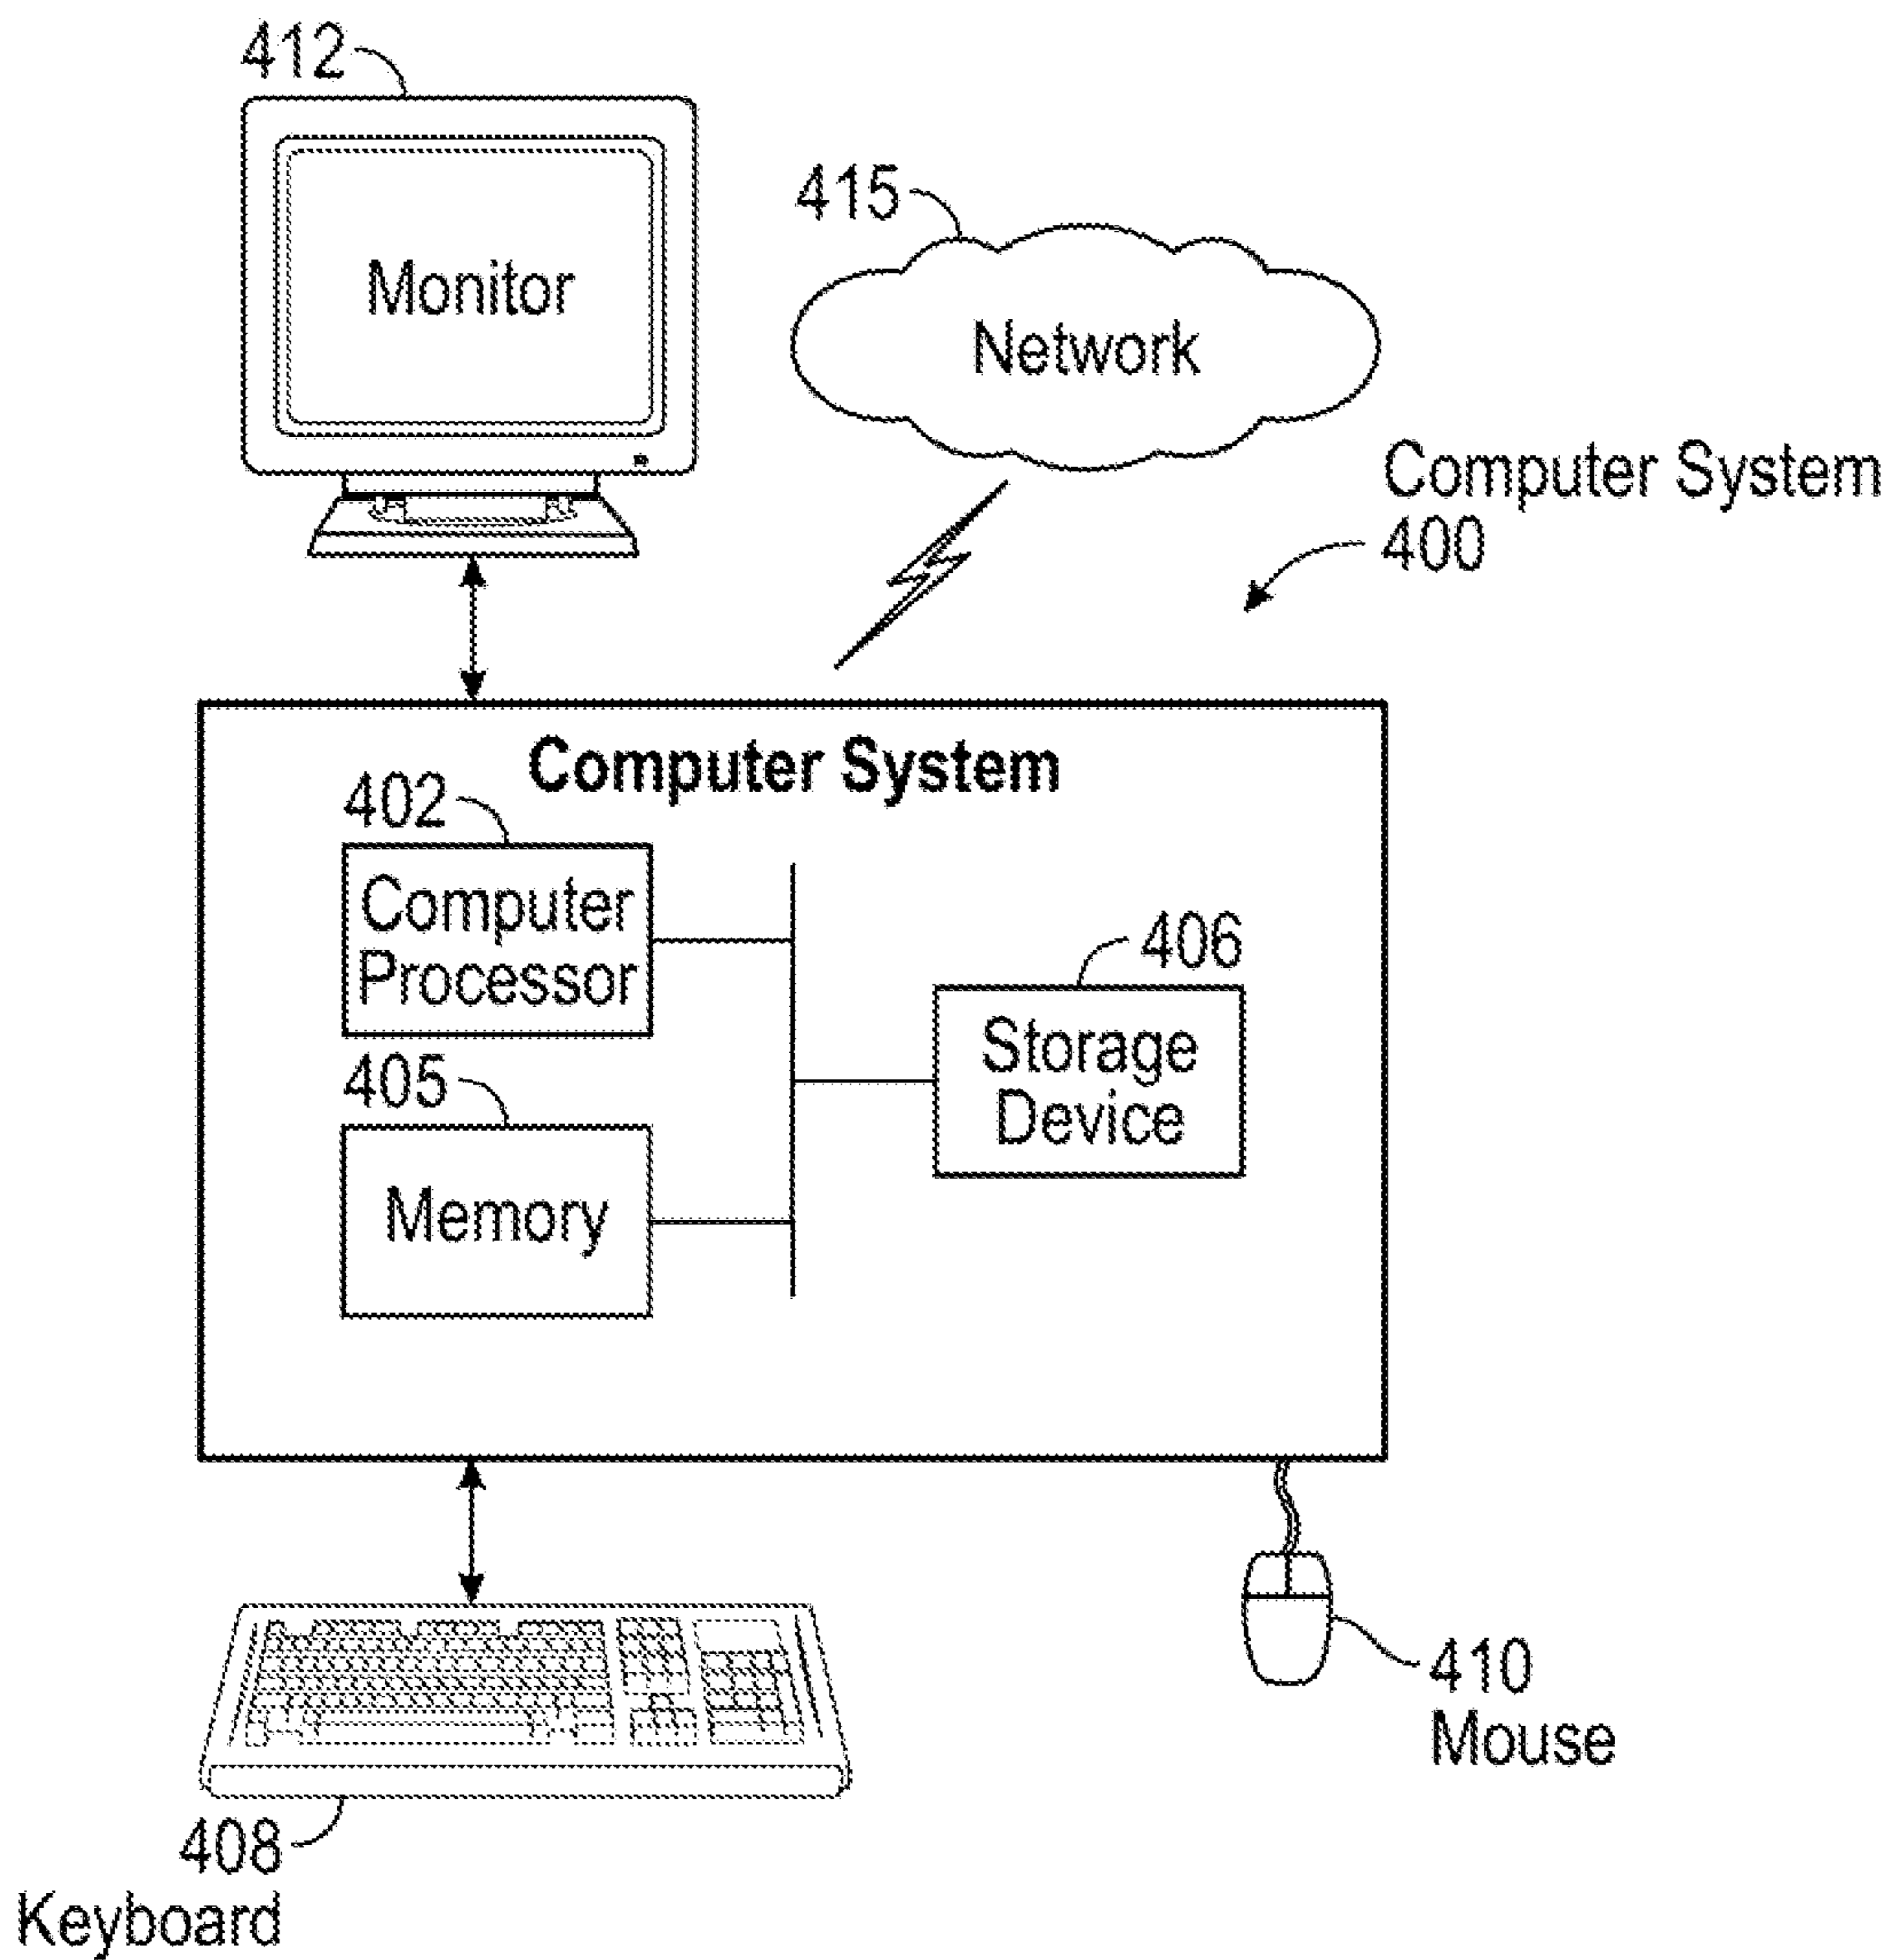 412
Monitor
415
Network
Computer System
400
Computer System
402
Computer
Processor
406
Storage
Device
405
Memory
410
Mouse
408
Keyboard